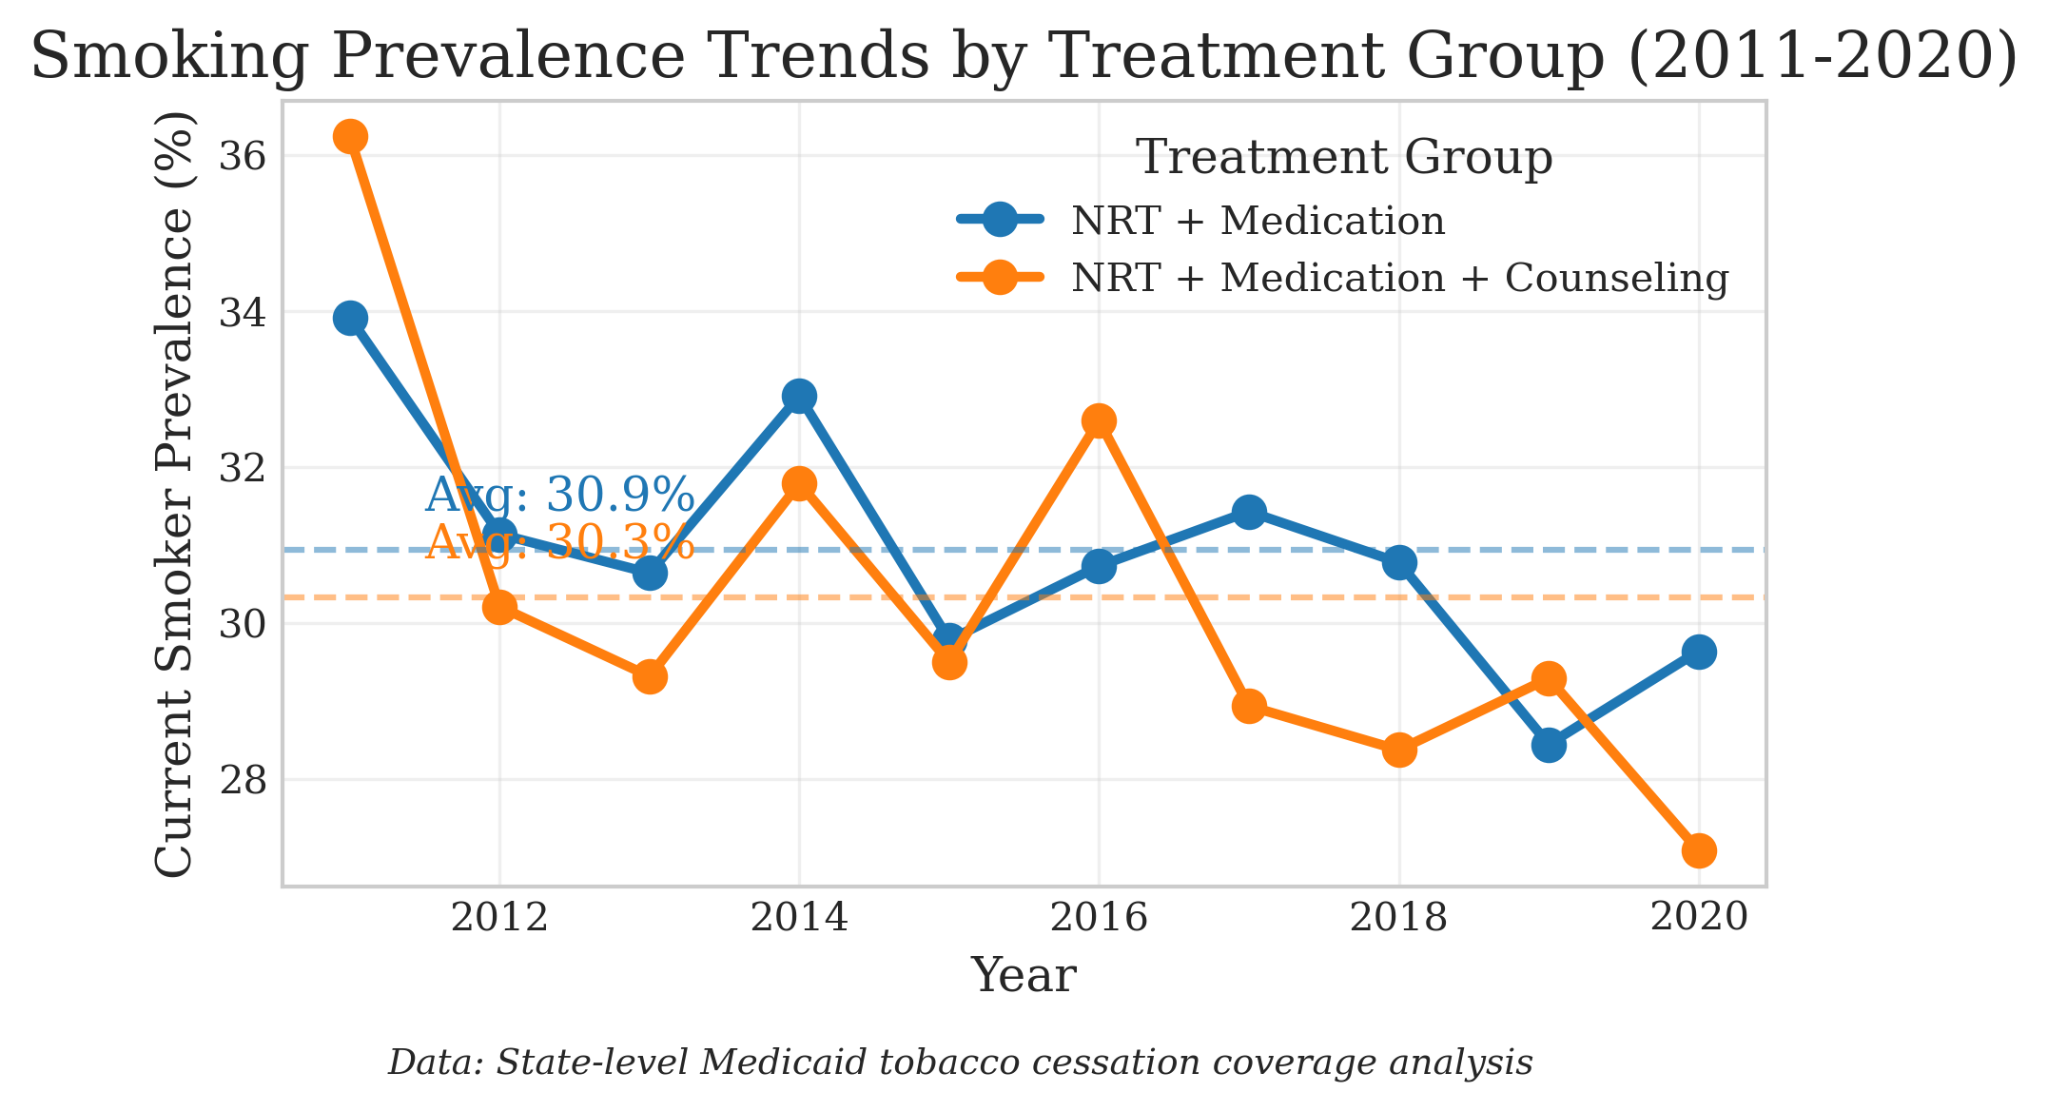 Smoking Prevalence Trends by Treatment Group (2011-2020)
Current Smoker Prevalence (%)
36
34
32
30
28
Treatment Group
NRT + Medication
NRT + Medication + Counseling
Avg: 30.9%
Avg: 30.3%
2012 2014 2016 2018 2020
Year
Data: State-level Medicaid tobacco cessation coverage analysis